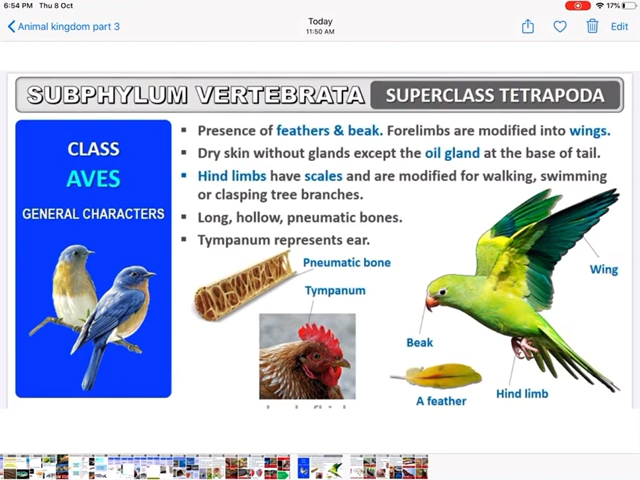 6:54 PM Thu 8 Oct
17%
Animal kingdom part 3
Today
11:50 AM
Edit
SUBPHYLUM VERTEBRATA
SUPERCLASS TETRAPODA
CLASS
AVES
GENERAL CHARACTERS
▪ Presence of feathers & beak. Forelimbs are modified into wings.
▪ Dry skin without glands except the oil gland at the base of tail.
▪ Hind limbs have scales and are modified for walking, swimming
or clasping tree branches.
▪ Long, hollow, pneumatic bones.
▪ Tympanum represents ear.
Pneumatic bone
Tympanum
Wing
Beak
A feather
Hind limb